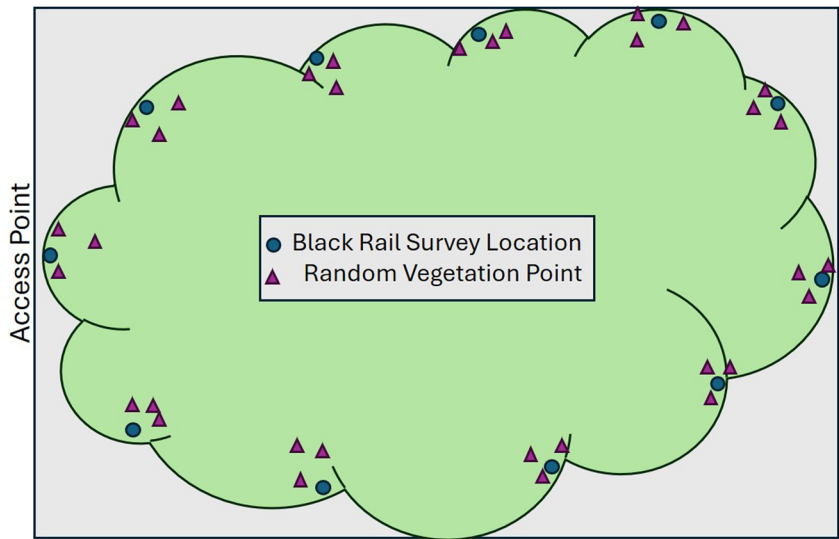 Access Point
Black Rail Survey Location
Random Vegetation Point